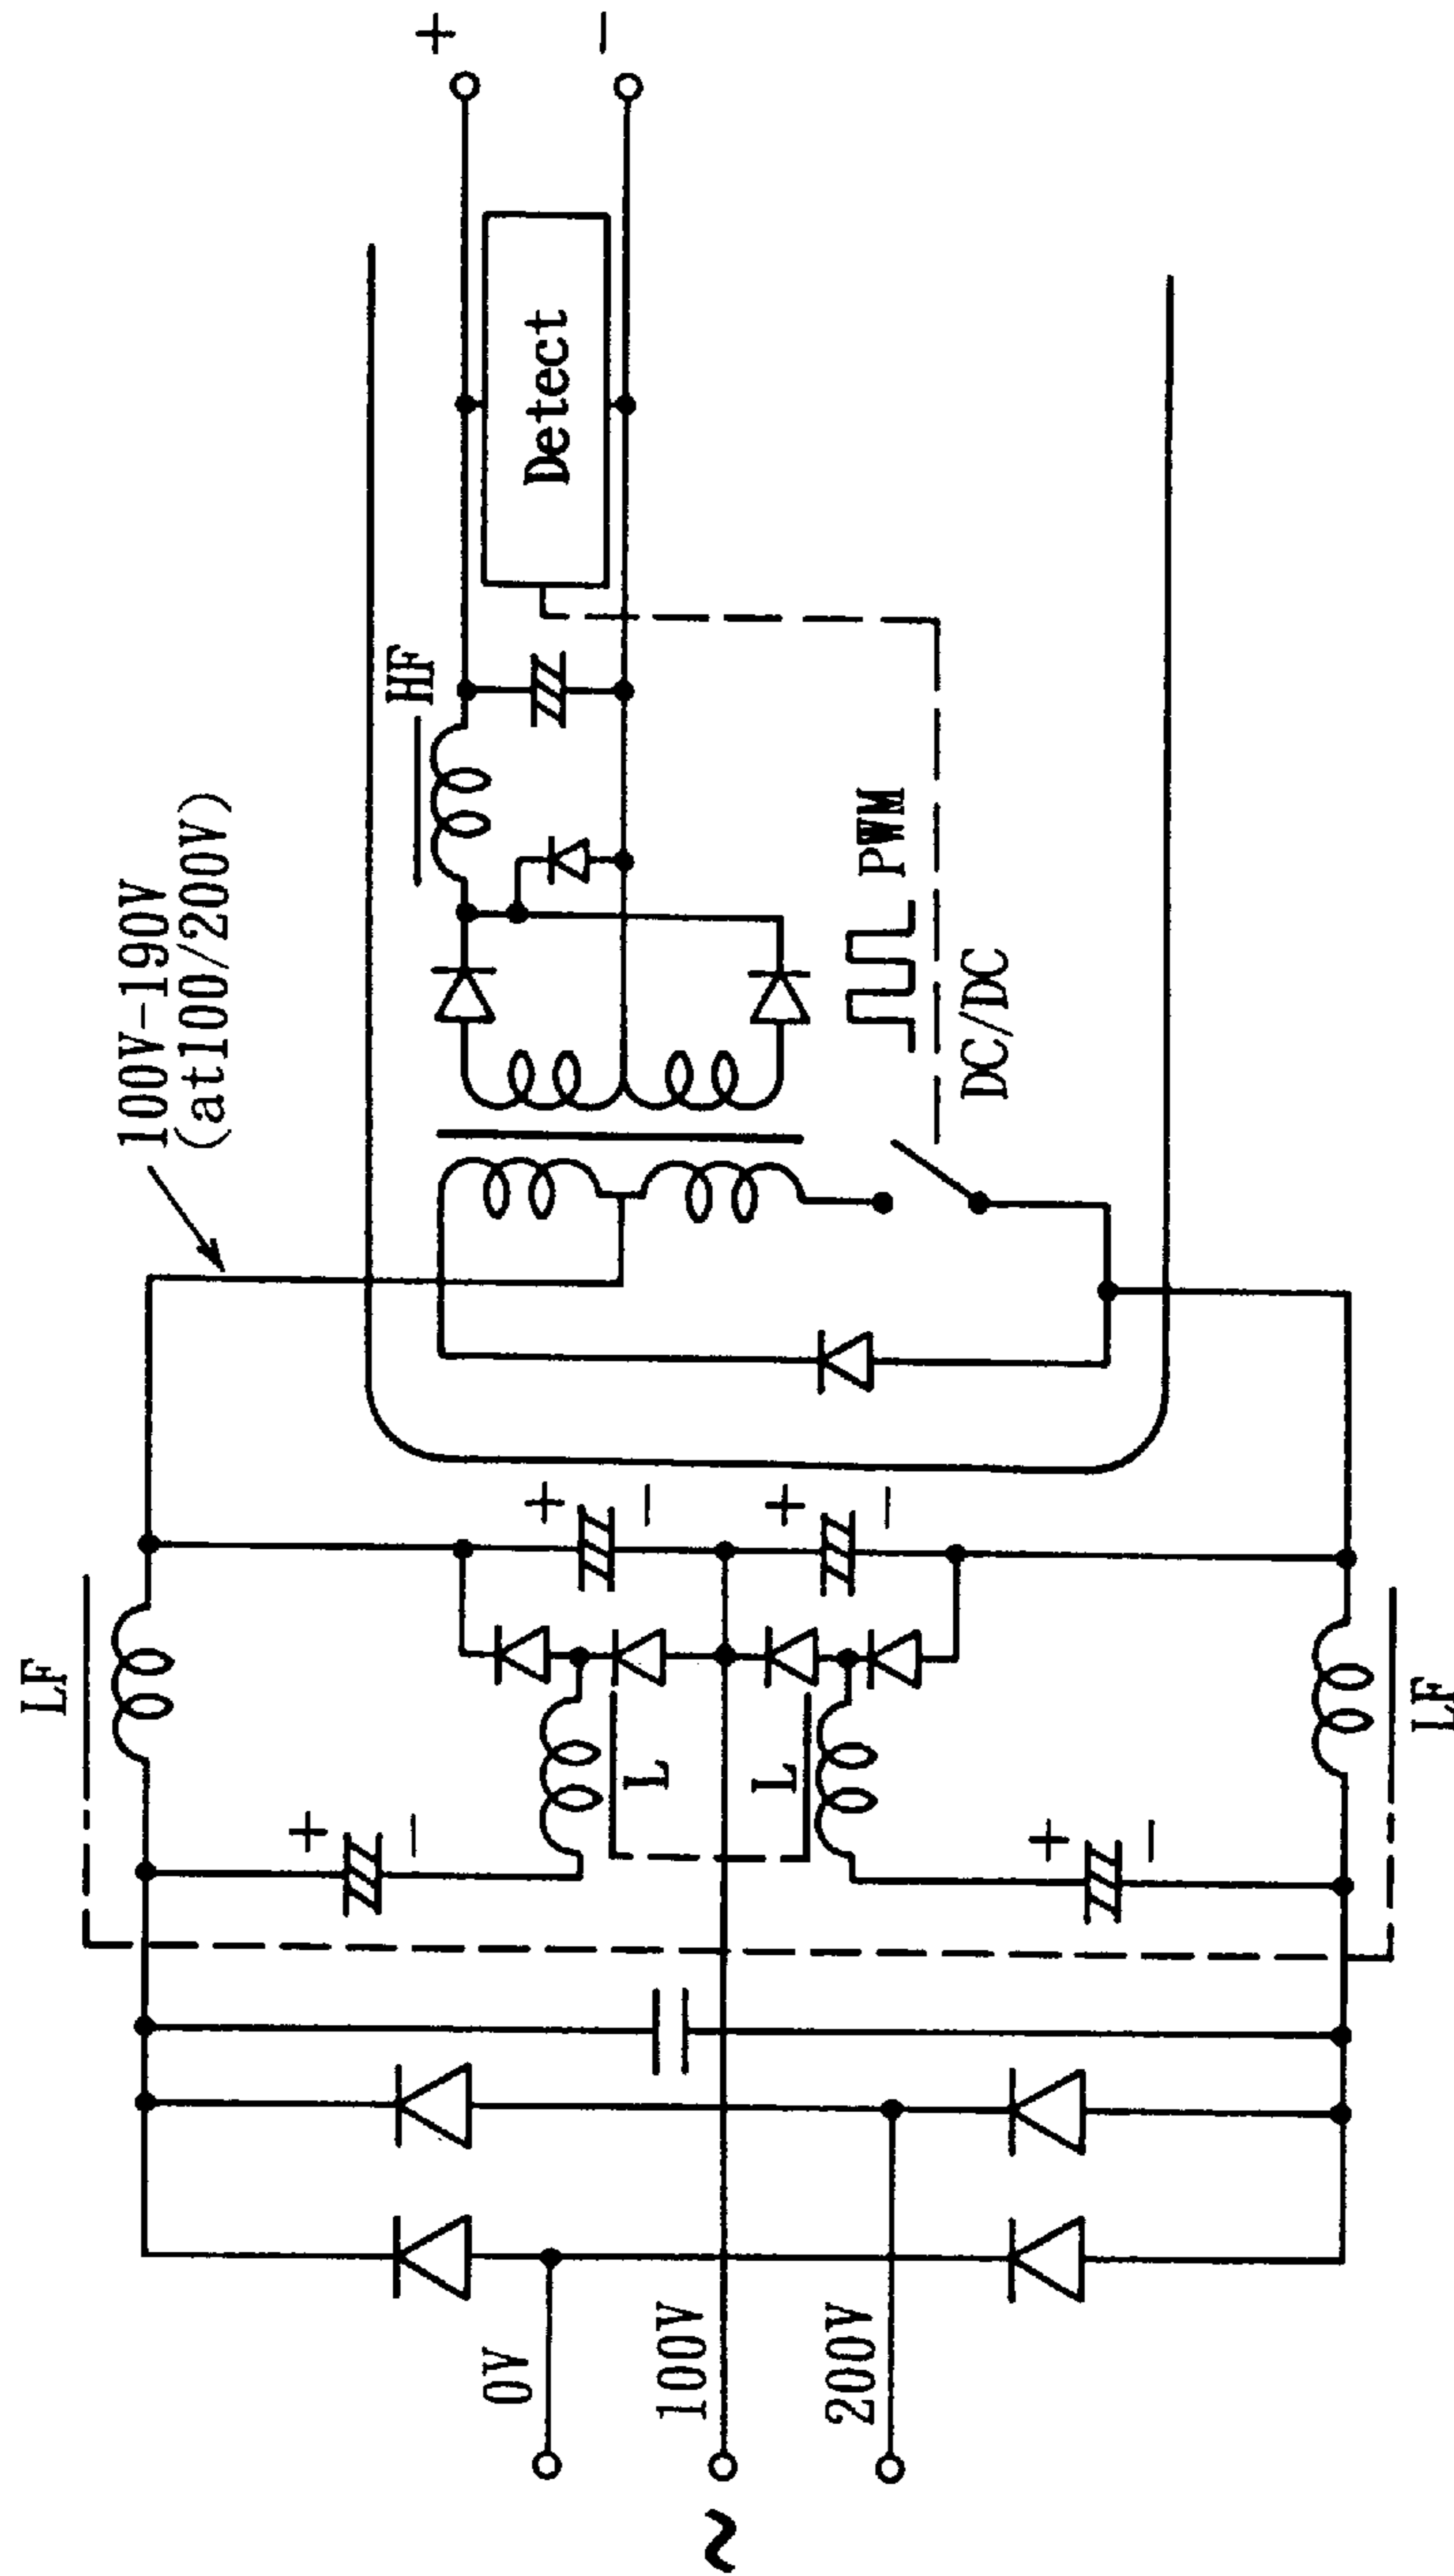 0V
100V
200V
~
LF
LF
+
-
+
-
L
L
+
-
+
-
100V-190V
(at100/200V)
DC/DC
PWM
HF
Detect
+
-